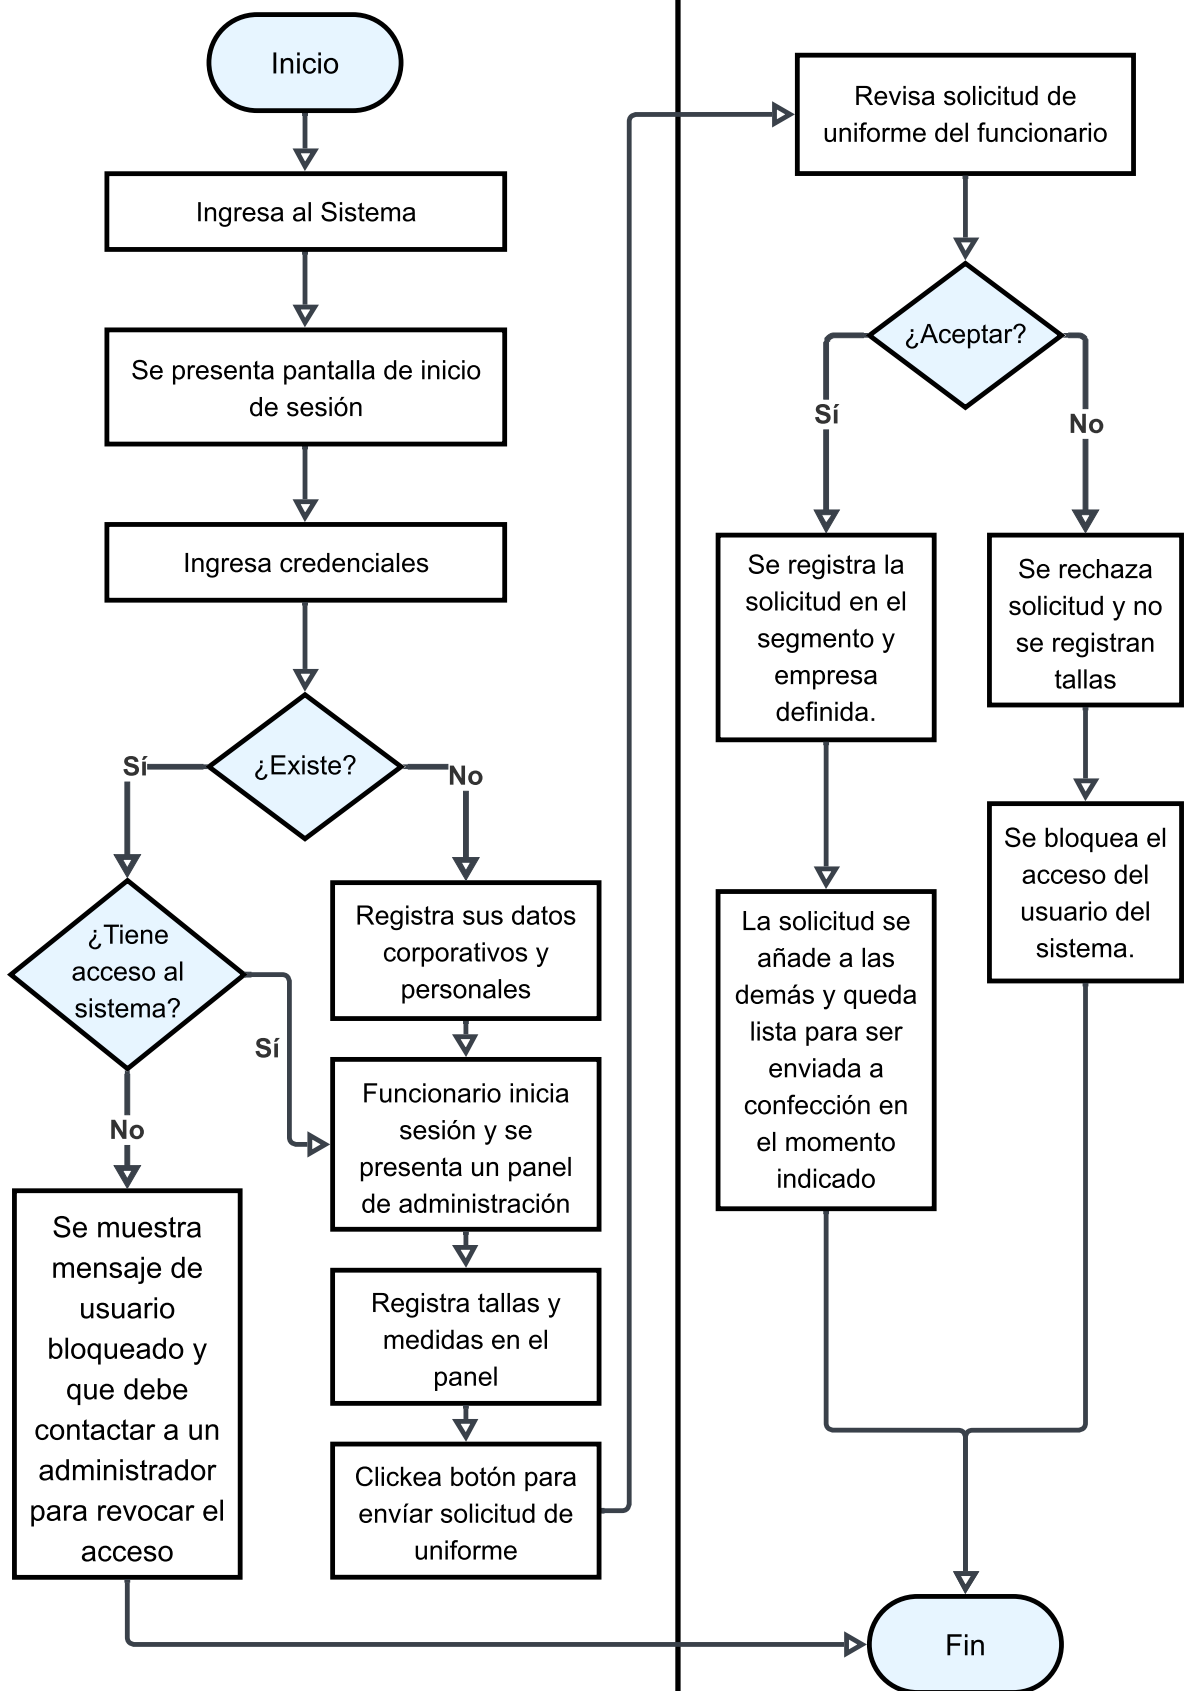 Inicio
Ingresa al Sistema
Se presenta pantalla de inicio
de sesión
Ingresa credenciales
¿Existe?
Sí
No
¿Tiene
acceso al
sistema?
Sí
No
Se muestra
mensaje de
usuario
bloqueado y
que debe
contactar a un
administrador
para revocar el
acceso
Registra sus datos
corporativos y
personales
Funcionario inicia
sesión y se
presenta un panel
de administración
Registra tallas y
medidas en el
panel
Clickea botón para
envíar solicitud de
uniforme
Revisa solicitud de
uniforme del funcionario
¿Aceptar?
Sí
No
Se registra la
solicitud en el
segmento y
empresa
definida.
La solicitud se
añade a las
demás y queda
lista para ser
enviada a
confección en
el momento
indicado
Se rechaza
solicitud y no
se registran
tallas
Se bloquea el
acceso del
usuario del
sistema.
Fin